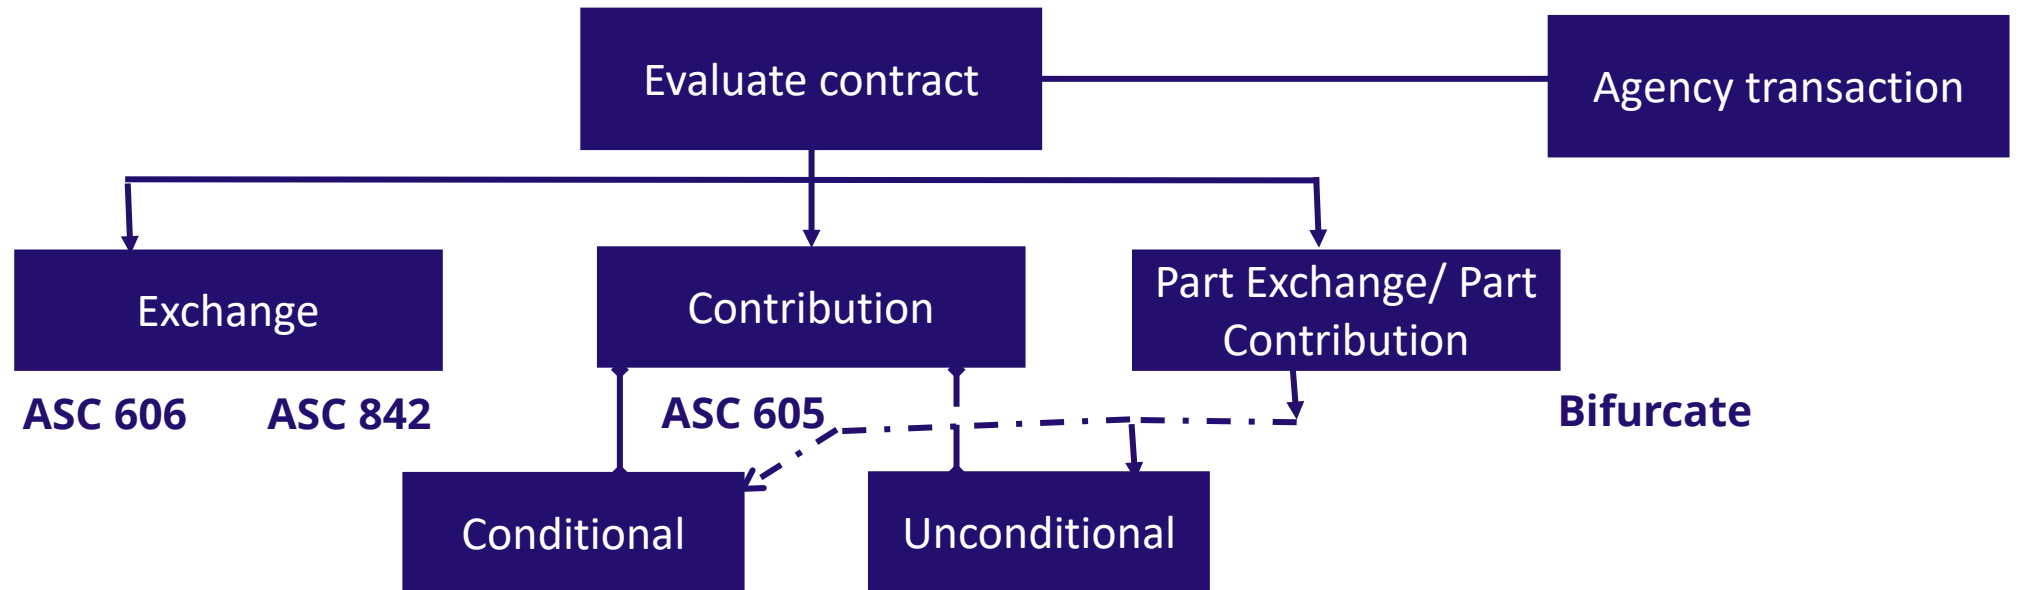 Evaluate contract
Agency transaction
Exchange
Contribution
Part Exchange/ Part
Contribution
ASC 606
ASC 842
ASC 605
Bifurcate
Conditional
Unconditional